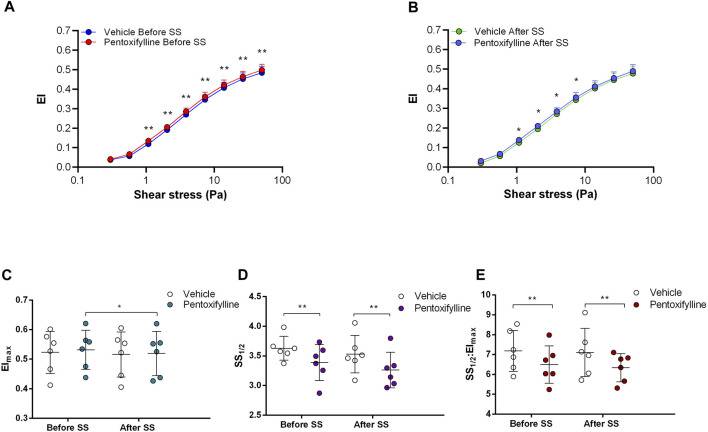 A
Vehicle Before SS
Pentoxifylline Before SS
EI
0.6
0.5
0.4
0.3
0.2
0.1
0.0
** ** ** ** ** ** **
0.1 1 10 100
Shear stress (Pa)
B
Vehicle After SS
Pentoxifylline After SS
EI
0.6
0.5
0.4
0.3
0.2
0.1
0.0
* * * *
0.1 1 10 100
Shear stress (Pa)
C
Vehicle
Pentoxifylline
EImax
0.7
0.6
0.5
0.4
0.3
*
Before SS After SS
D
Vehicle
Pentoxifylline
SS1/2
4.5
4.0
3.5
3.0
2.5
** **
Before SS After SS
E
Vehicle
Pentoxifylline
SS1/2:EImax
10
9
8
7
6
5
4
** **
Before SS After SS